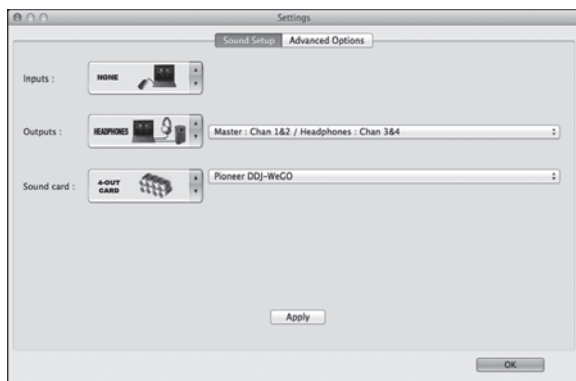 Settings
Sound Setup Advanced Options
Inputs : NONE
Outputs : HEADPHONES Master : Chan 1&2 / Headphones : Chan 3&4
Sound card : 4-OUT CARD Pioneer DDJ-WeGO
Apply
OK